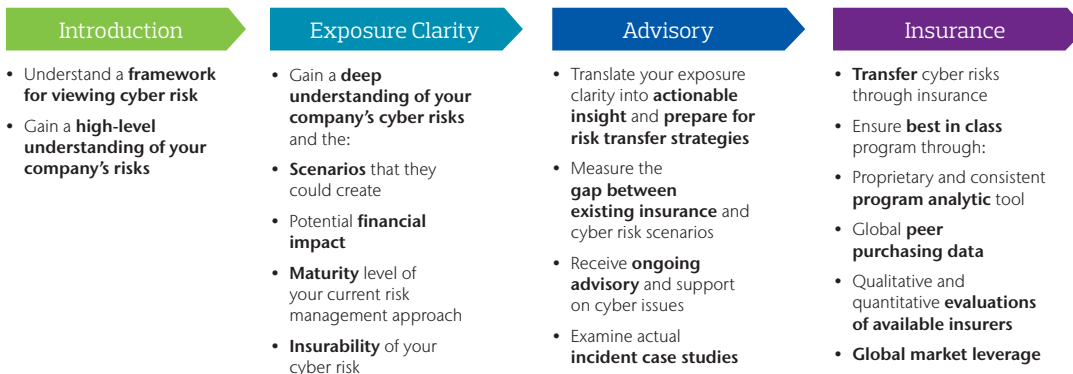 Introduction
• Understand a framework
for viewing cyber risk
• Gain a high-level
understanding of your
company's risks
Exposure Clarity
• Gain a deep
understanding of your
company's cyber risks
and the:
• Scenarios that they
could create
• Potential financial
impact
• Maturity level of
your current risk
management approach
• Insurability of your
cyber risk
Advisory
• Translate your exposure
clarity into actionable
insight and prepare for
risk transfer strategies
• Measure the
gap between
existing insurance and
cyber risk scenarios
• Receive ongoing
advisory and support
on cyber issues
• Examine actual
incident case studies
Insurance
• Transfer cyber risks
through insurance
• Ensure best in class
program through:
• Proprietary and consistent
program analytic tool
• Global peer
purchasing data
• Qualitative and
quantitative evaluations
of available insurers
• Global market leverage